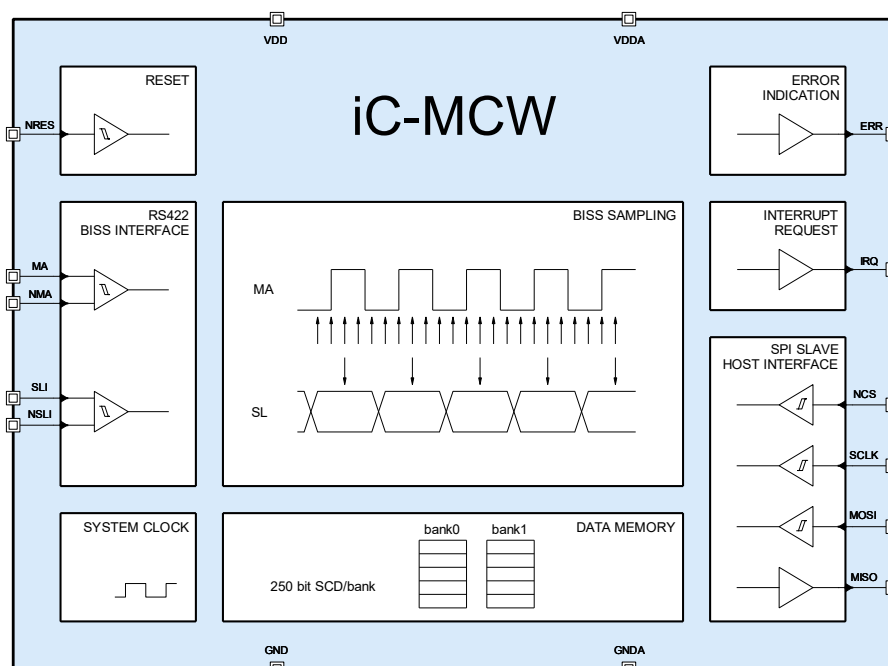 VDD
VDDA
RESET
NRES
iC-MCW
ERROR
INDICATION
ERR
RS422
BISS INTERFACE
MA
NMA
SLI
NSLI
BISS SAMPLING
MA
SL
INTERRUPT
REQUEST
IRQ
SPI SLAVE
HOST INTERFACE
NCS
SCLK
MOSI
MISO
SYSTEM CLOCK
bank0
bank1
DATA MEMORY
250 bit SCD/bank
GND
GNDA